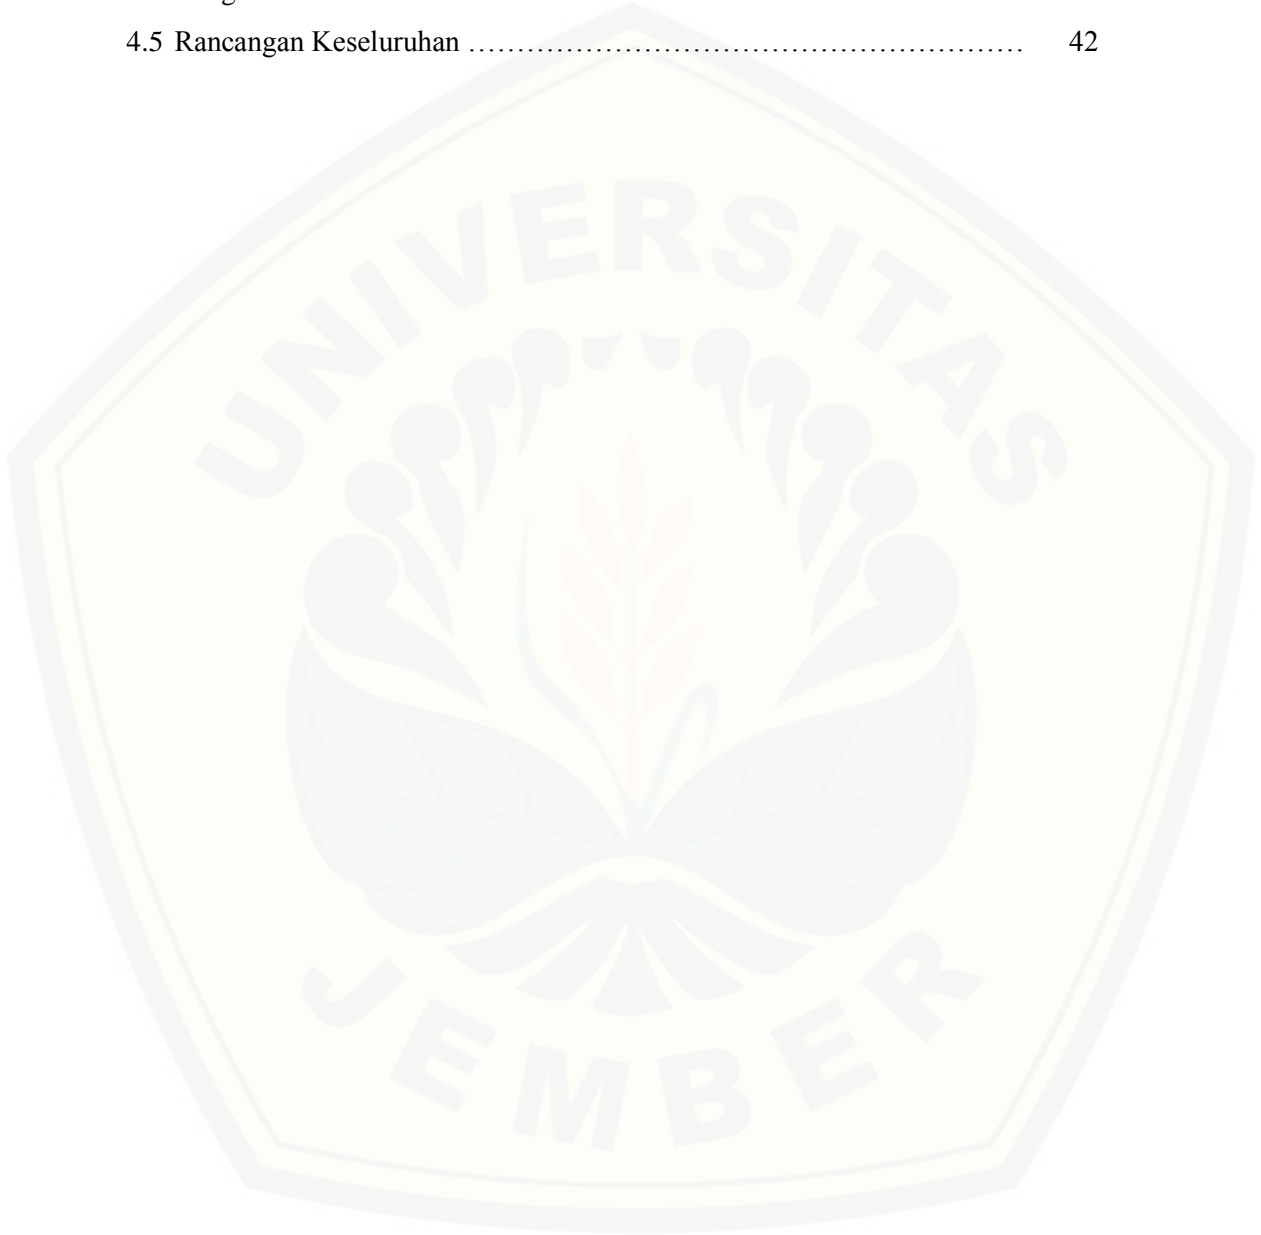 4.5 Rancangan Keseluruhan ……………………………………………… 42
UNIVERSITAS
JEMBER